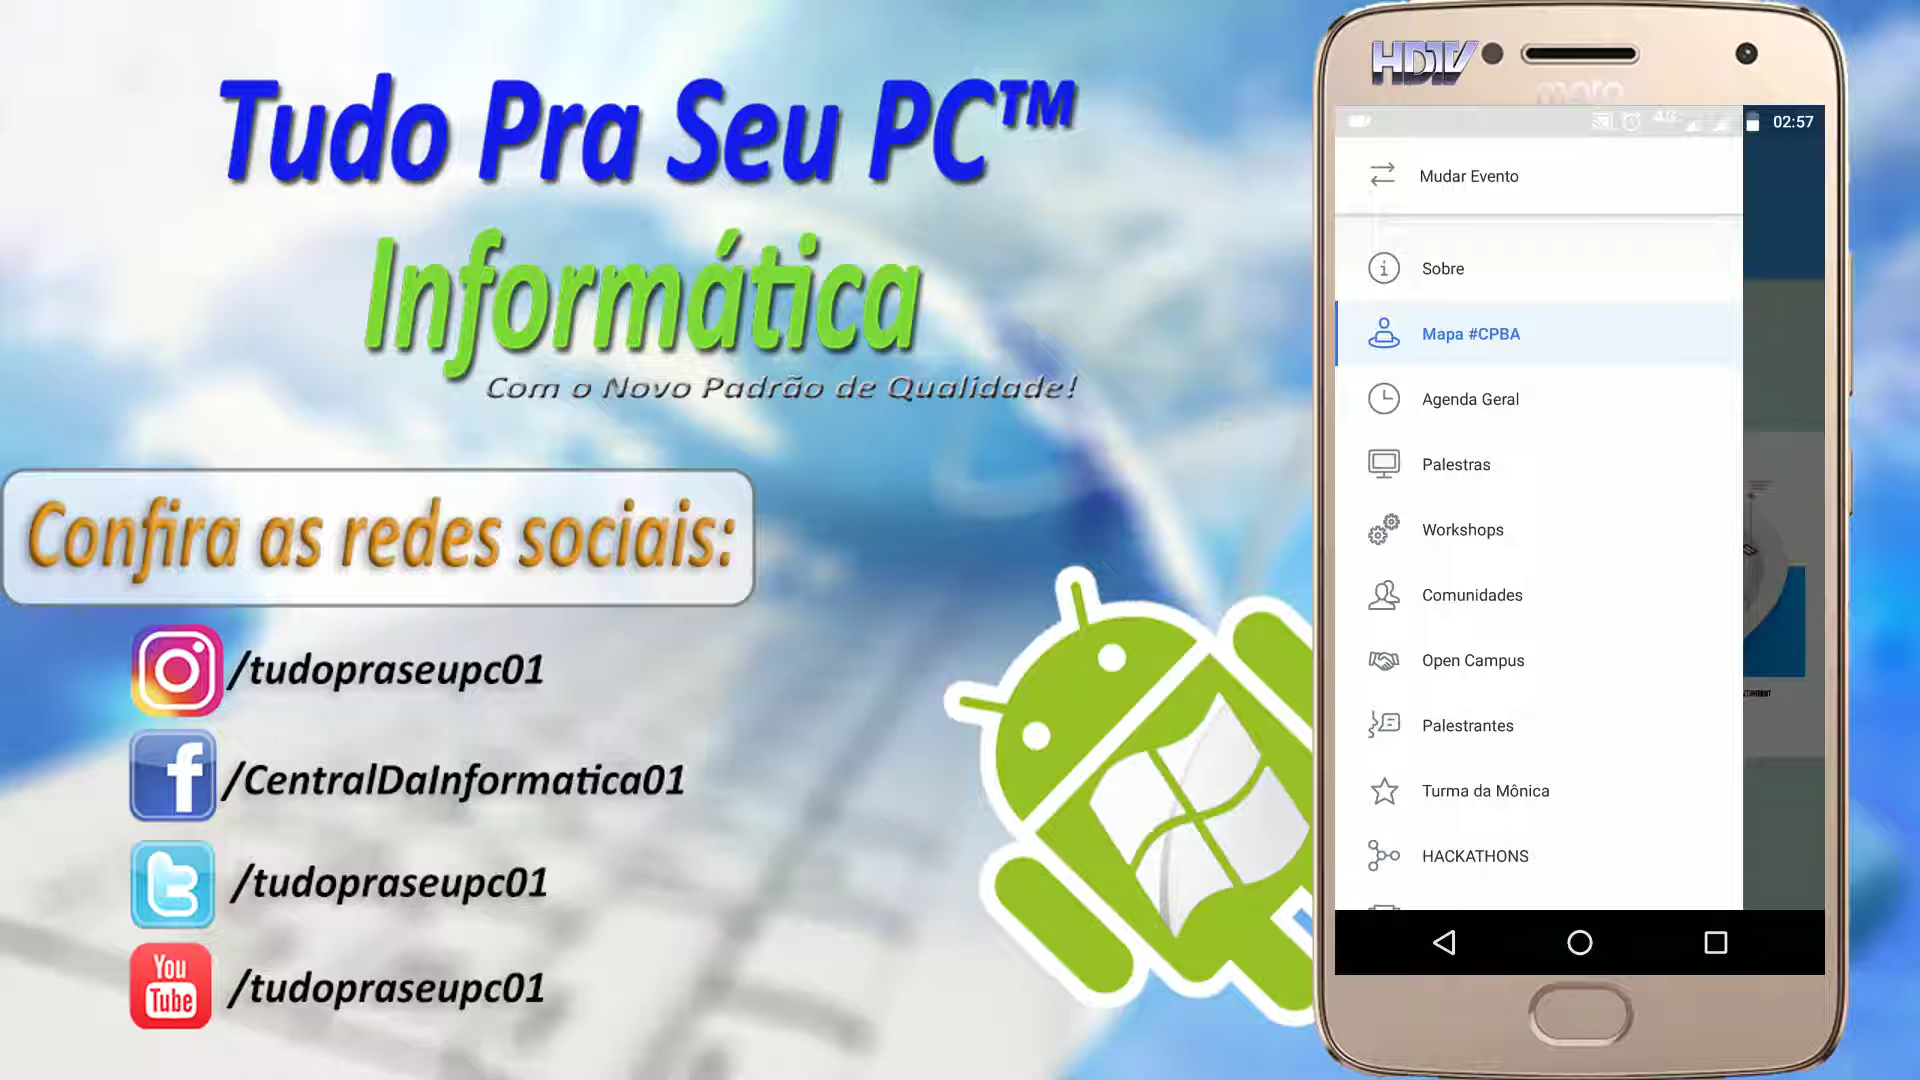 Tudo Pra Seu PC™
Informática
Com o Novo Padrão de Qualidade!
Confira as redes sociais:
/tudopraseupc01
/CentralDaInformatica01
/tudopraseupc01
You
Tube
/tudopraseupc01
HDTV
moto
4G
02:57
Mudar Evento
Sobre
Mapa #CPBA
Agenda Geral
Palestras
Workshops
Comunidades
Open Campus
Palestrantes
Turma da Mônica
HACKATHONS